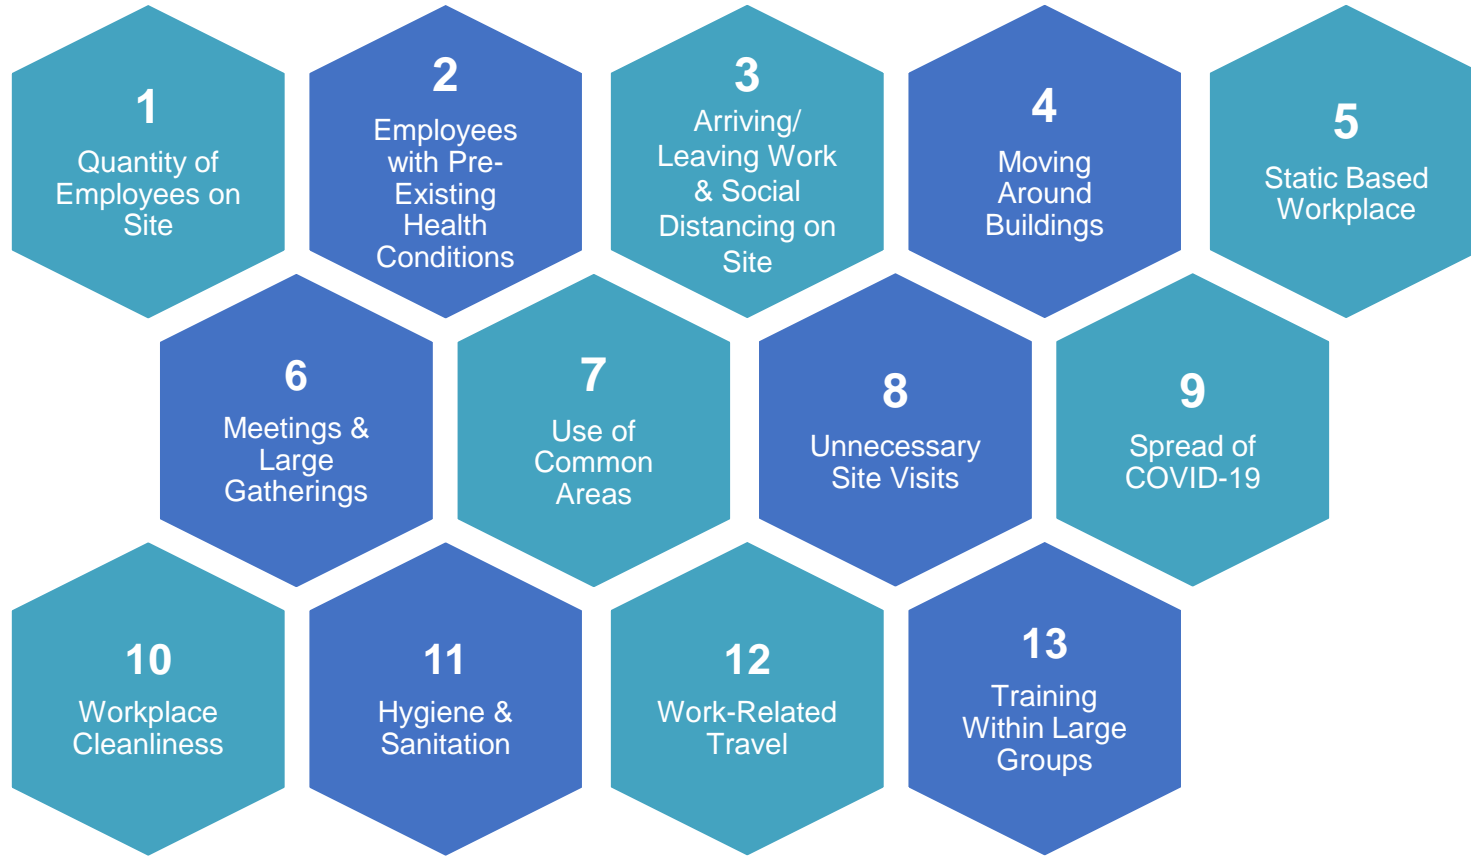 1
Quantity of
Employees on
Site
2
Employees
with Pre-
Existing
Health
Conditions
3
Arriving/
Leaving Work
& Social
Distancing on
Site
4
Moving
Around
Buildings
5
Static Based
Workplace
6
Meetings &
Large
Gatherings
7
Use of
Common
Areas
8
Unnecessary
Site Visits
9
Spread of
COVID-19
10
Workplace
Cleanliness
11
Hygiene &
Sanitation
12
Work-Related
Travel
13
Training
Within Large
Groups